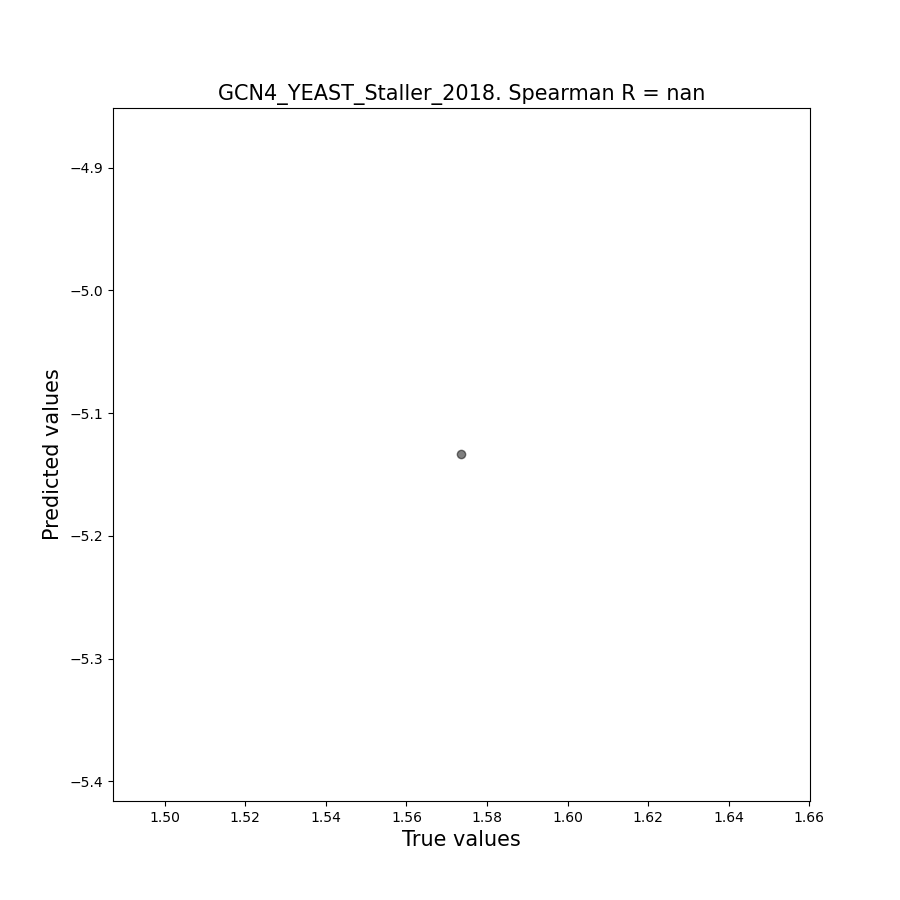 GCN4_YEAST_Staller_2018. Spearman R = nan
−4.9
−5.0
−5.1
−5.2
−5.3
−5.4
Predicted values
1.50 1.52 1.54 1.56 1.58 1.60 1.62 1.64 1.66
True values